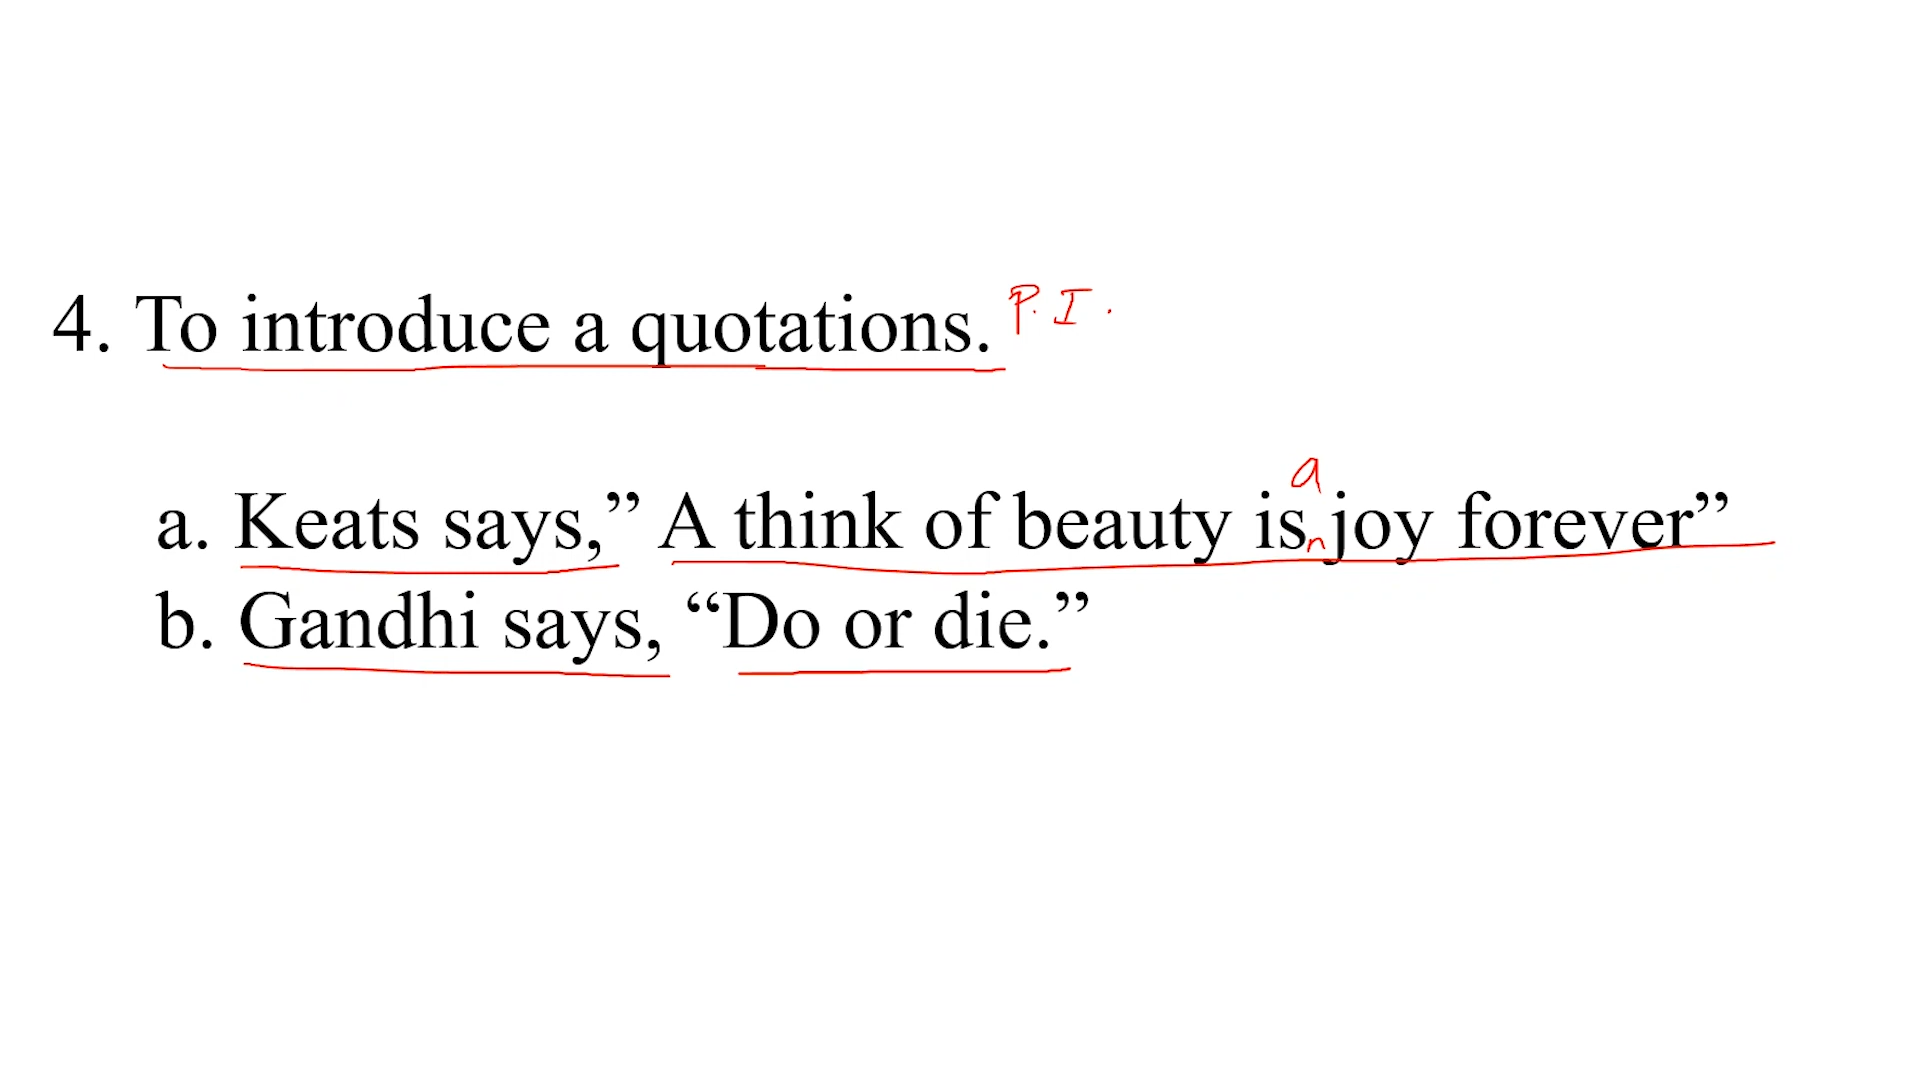 4. To introduce a quotations. P. I.
a
a. Keats says,” A think of beauty is joy forever”
b. Gandhi says, “Do or die.”